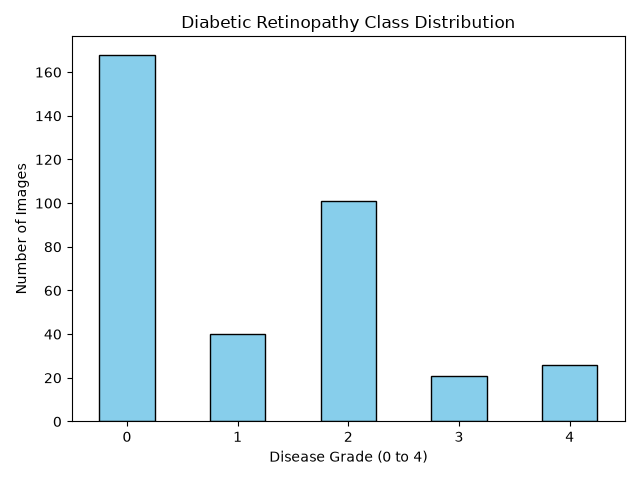 Diabetic Retinopathy Class Distribution
Number of Images
160
140
120
100
80
60
40
20
0
0 1 2 3 4
Disease Grade (0 to 4)